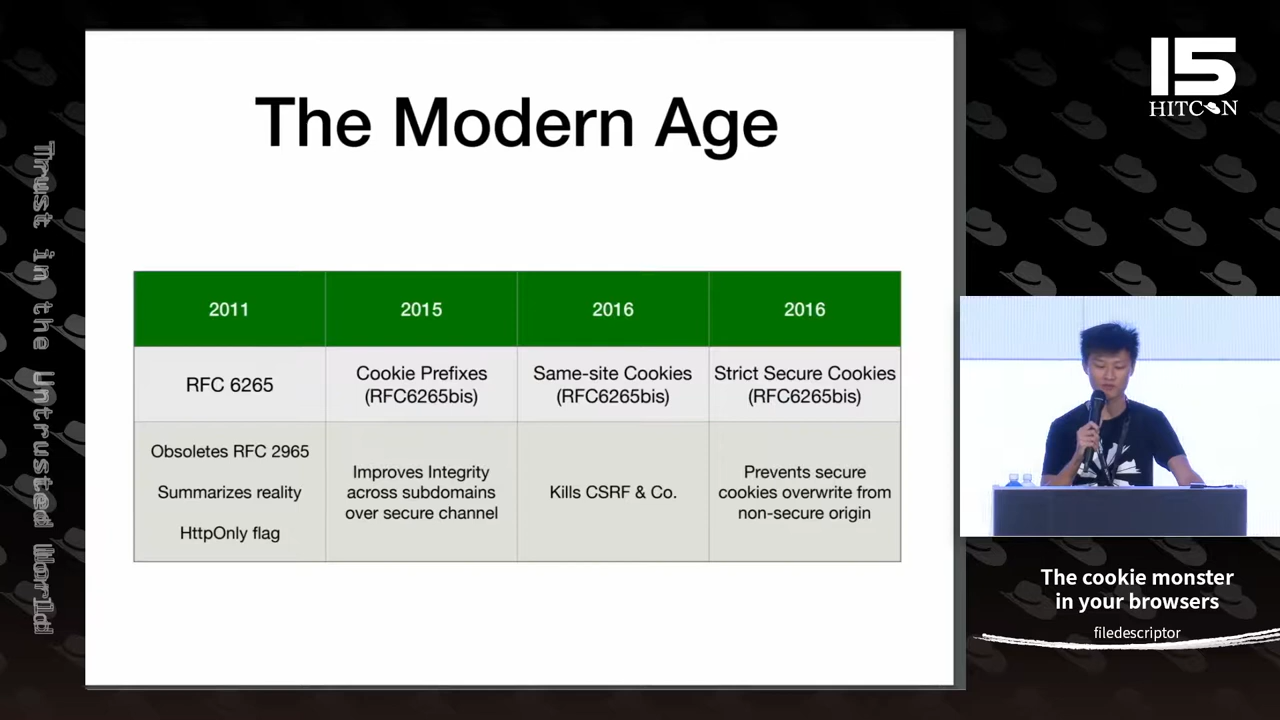 The Modern Age
2011
2015
2016
2016
RFC 6265
Cookie Prefixes
(RFC6265bis)
Same-site Cookies
(RFC6265bis)
Strict Secure Cookies
(RFC6265bis)
Obsoletes RFC 2965
Summarizes reality
HttpOnly flag
Improves Integrity
across subdomains
over secure channel
Kills CSRF & Co.
Prevents secure
cookies overwrite from
non-secure origin
15
HITCON
The cookie monster
in your browsers
filedescriptor
Trust in the Untrusted World